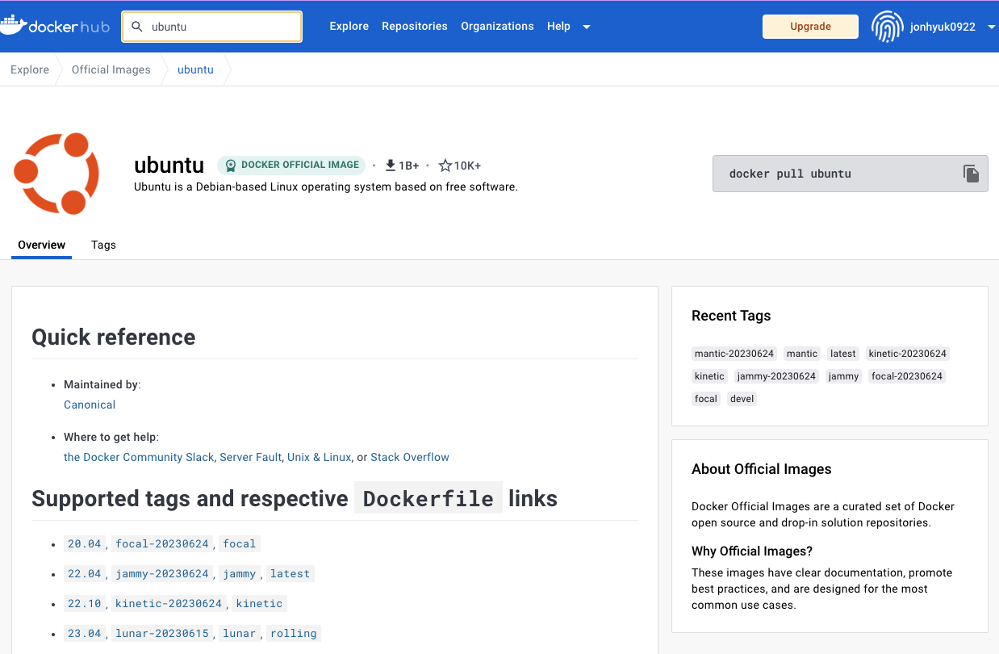 docker hub
ubuntu
Explore Repositories Organizations Help
Upgrade
jonhyuk0922
Explore Official Images ubuntu
ubuntu DOCKER OFFICIAL IMAGE · 1B+ · 10K+
Ubuntu is a Debian-based Linux operating system based on free software.
docker pull ubuntu
Overview Tags
Quick reference
• Maintained by:
Canonical
• Where to get help:
the Docker Community Slack, Server Fault, Unix & Linux, or Stack Overflow
Supported tags and respective Dockerfile links
• 20.04, focal-20230624, focal
• 22.04, jammy-20230624, jammy, latest
• 22.10, kinetic-20230624, kinetic
• 23.04, lunar-20230615, lunar, rolling
Recent Tags
mantic-20230624 mantic latest kinetic-20230624
kinetic jammy-20230624 jammy focal-20230624
focal devel
About Official Images
Docker Official Images are a curated set of Docker
open source and drop-in solution repositories.
Why Official Images?
These images have clear documentation, promote
best practices, and are designed for the most
common use cases.